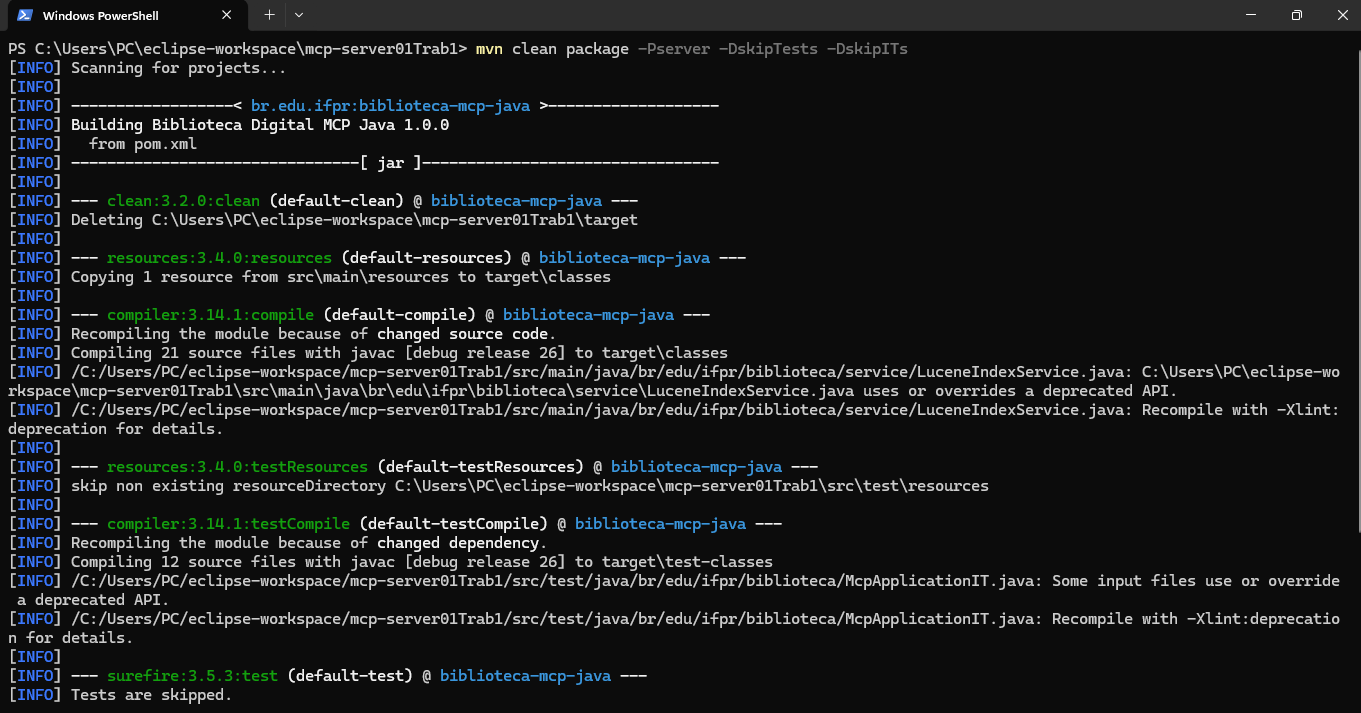 Windows PowerShell
PS C:\Users\PC\eclipse-workspace\mcp-server01Trab1> mvn clean package -Pserver -DskipTests -DskipITs
[INFO] Scanning for projects...
[INFO]
[INFO] ------------------< br.edu.ifpr:biblioteca-mcp-java >-------------------
[INFO] Building Biblioteca Digital MCP Java 1.0.0
[INFO]   from pom.xml
[INFO] --------------------------------[ jar ]---------------------------------
[INFO]
[INFO] --- clean:3.2.0:clean (default-clean) @ biblioteca-mcp-java ---
[INFO] Deleting C:\Users\PC\eclipse-workspace\mcp-server01Trab1\target
[INFO]
[INFO] --- resources:3.4.0:resources (default-resources) @ biblioteca-mcp-java ---
[INFO] Copying 1 resource from src\main\resources to target\classes
[INFO]
[INFO] --- compiler:3.14.1:compile (default-compile) @ biblioteca-mcp-java ---
[INFO] Recompiling the module because of changed source code.
[INFO] Compiling 21 source files with javac [debug release 26] to target\classes
[INFO] /C:/Users/PC/eclipse-workspace/mcp-server01Trab1/src/main/java/br/edu/ifpr/biblioteca/service/LuceneIndexService.java: C:\Users\PC\eclipse-wo
rkspace\mcp-server01Trab1\src\main\java\br\edu\ifpr\biblioteca\service\LuceneIndexService.java uses or overrides a deprecated API.
[INFO] /C:/Users/PC/eclipse-workspace/mcp-server01Trab1/src/main/java/br/edu/ifpr/biblioteca/service/LuceneIndexService.java: Recompile with -Xlint:
deprecation for details.
[INFO]
[INFO] --- resources:3.4.0:testResources (default-testResources) @ biblioteca-mcp-java ---
[INFO] skip non existing resourceDirectory C:\Users\PC\eclipse-workspace\mcp-server01Trab1\src\test\resources
[INFO]
[INFO] --- compiler:3.14.1:testCompile (default-testCompile) @ biblioteca-mcp-java ---
[INFO] Recompiling the module because of changed dependency.
[INFO] Compiling 12 source files with javac [debug release 26] to target\test-classes
[INFO] /C:/Users/PC/eclipse-workspace/mcp-server01Trab1/src/test/java/br/edu/ifpr/biblioteca/McpApplicationIT.java: Some input files use or override
 a deprecated API.
[INFO] /C:/Users/PC/eclipse-workspace/mcp-server01Trab1/src/test/java/br/edu/ifpr/biblioteca/McpApplicationIT.java: Recompile with -Xlint:deprecatio
n for details.
[INFO]
[INFO] --- surefire:3.5.3:test (default-test) @ biblioteca-mcp-java ---
[INFO] Tests are skipped.